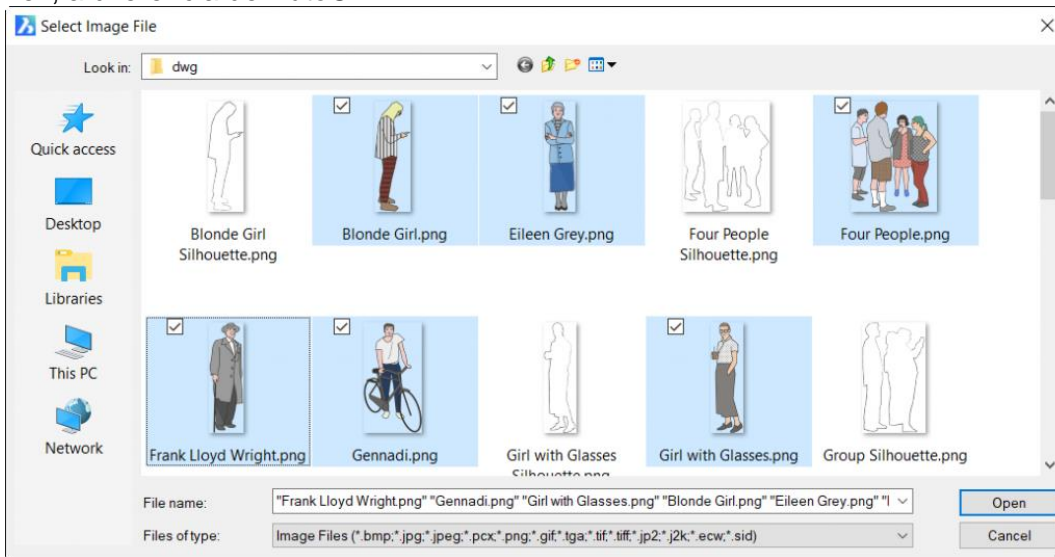 Select Image File
Look in:
dwg
Quick access
Desktop
Libraries
This PC
Network
Blonde Girl
Silhouette.png
Blonde Girl.png
Eileen Grey.png
Four People
Silhouette.png
Four People.png
Frank Lloyd Wright.png
Gennadi.png
Girl with Glasses
Silhouette.png
Girl with Glasses.png
Group Silhouette.png
File name:
"Frank Lloyd Wright.png" "Gennadi.png" "Girl with Glasses.png" "Blonde Girl.png" "Eileen Grey.png"
Open
Files of type:
Image Files (*.bmp;*.jpg;*.jpeg;*.pcx;*.png;*.gif;*.tga;*.tif;*.tiff;*.jp2;*.j2k;*.ecw;*.sid)
Cancel